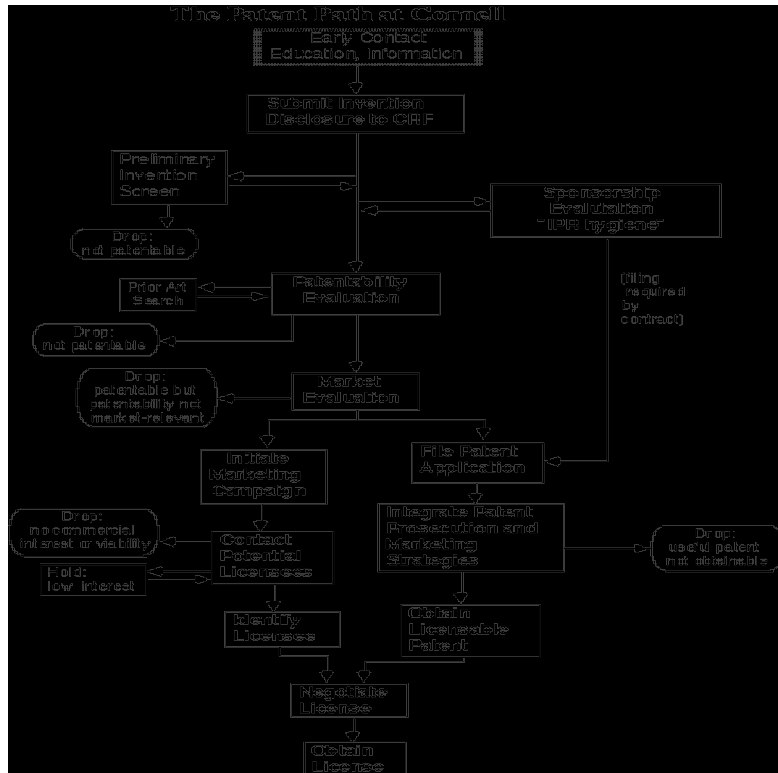 The Patent Path at Cornell
Early Contact
Education, Information
Submit Invention
Disclosure to CRF
Preliminary
Invention
Screen
Sponsorship
Evaluation
"IPR hygiene"
Drop:
not patentable
(filing
required
by
contract)
Prior Art
Search
Patentability
Evaluation
Drop:
not patentable
Market
Evaluation
Drop:
patentable but
patentability not
market-relevant
Initiate
Marketing
Campaign
File Patent
Application
Integrate Patent
Prosecution and
Marketing
Strategies
Drop:
no commercial
interest or viability
Contact
Potential
Licensees
Drop:
useful patent
not obtainable
Hold:
low interest
Identify
Licensee
Obtain
Licensable
Patent
Negotiate
License
Obtain
License